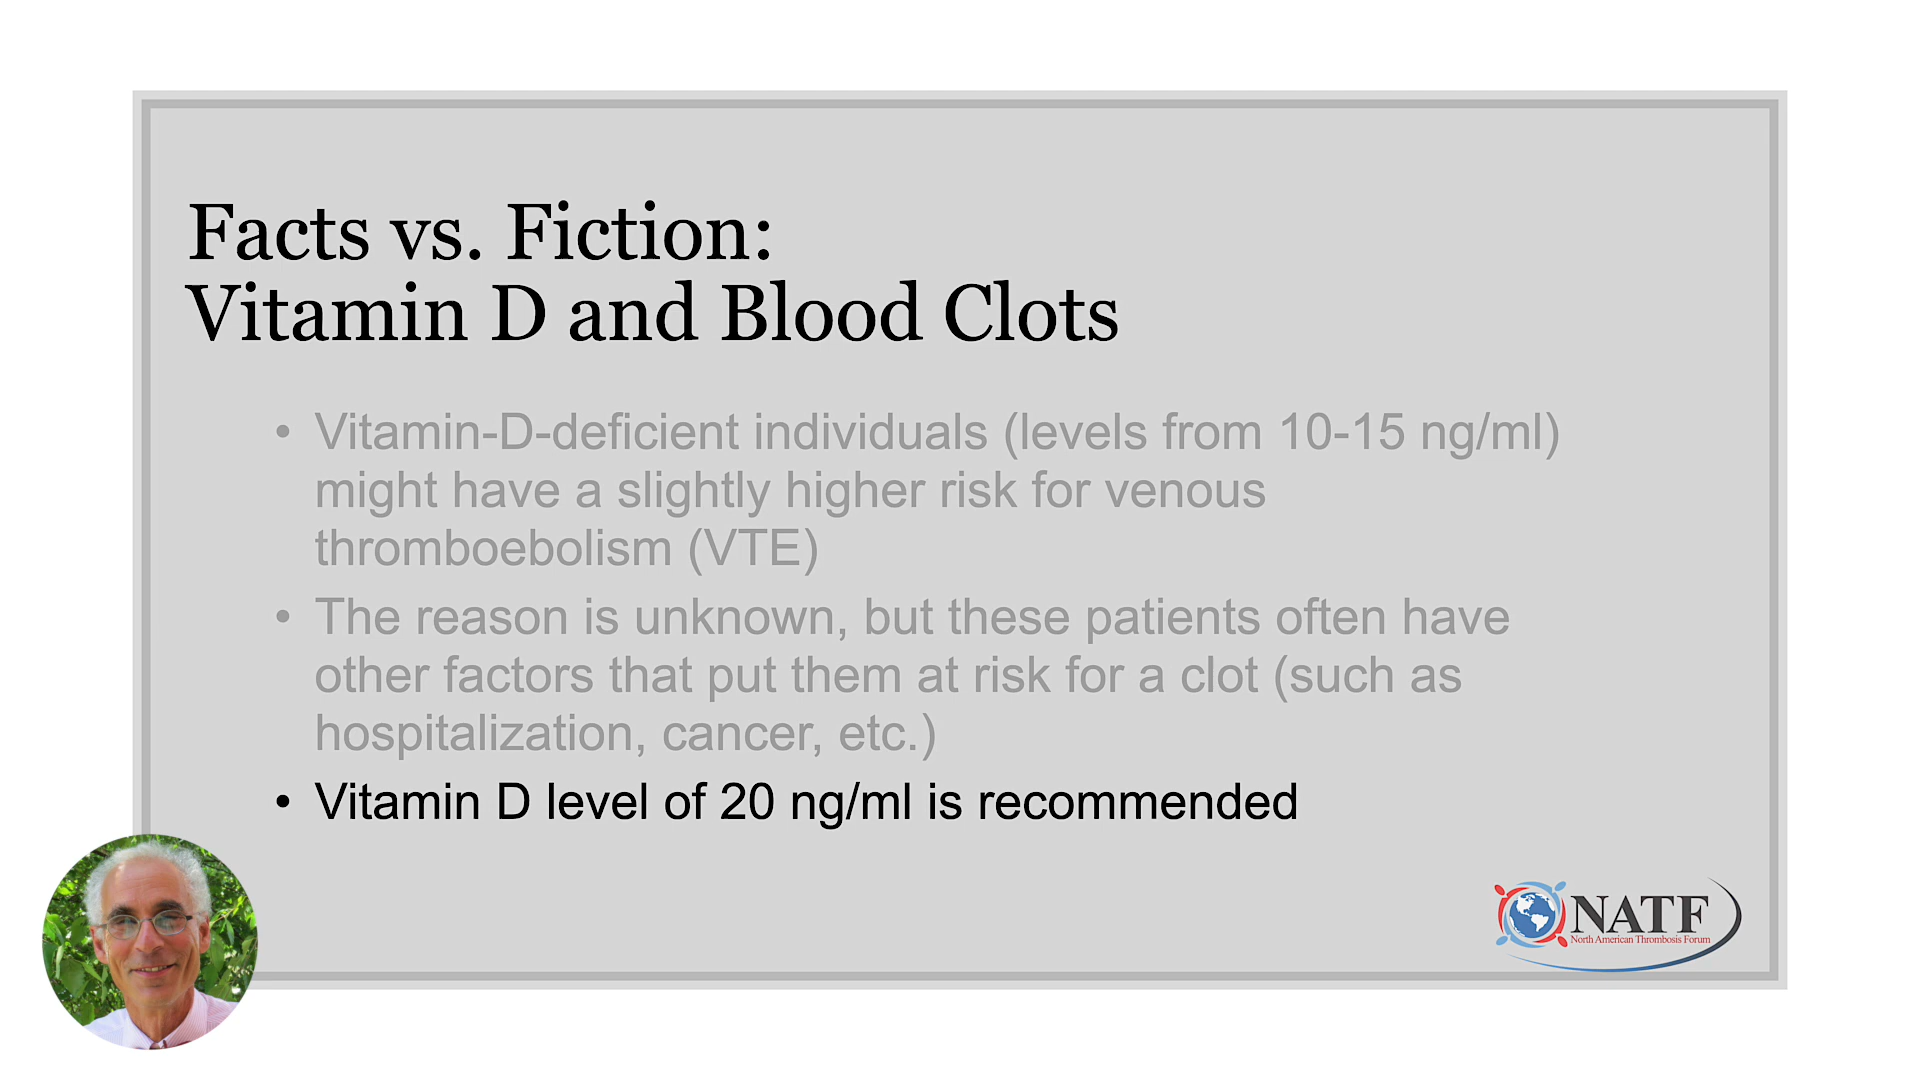 Facts vs. Fiction:
Vitamin D and Blood Clots
• Vitamin-D-deficient individuals (levels from 10-15 ng/ml)
might have a slightly higher risk for venous
thromboebolism (VTE)
• The reason is unknown, but these patients often have
other factors that put them at risk for a clot (such as
hospitalization, cancer, etc.)
• Vitamin D level of 20 ng/ml is recommended
NATF
North American Thrombosis Forum